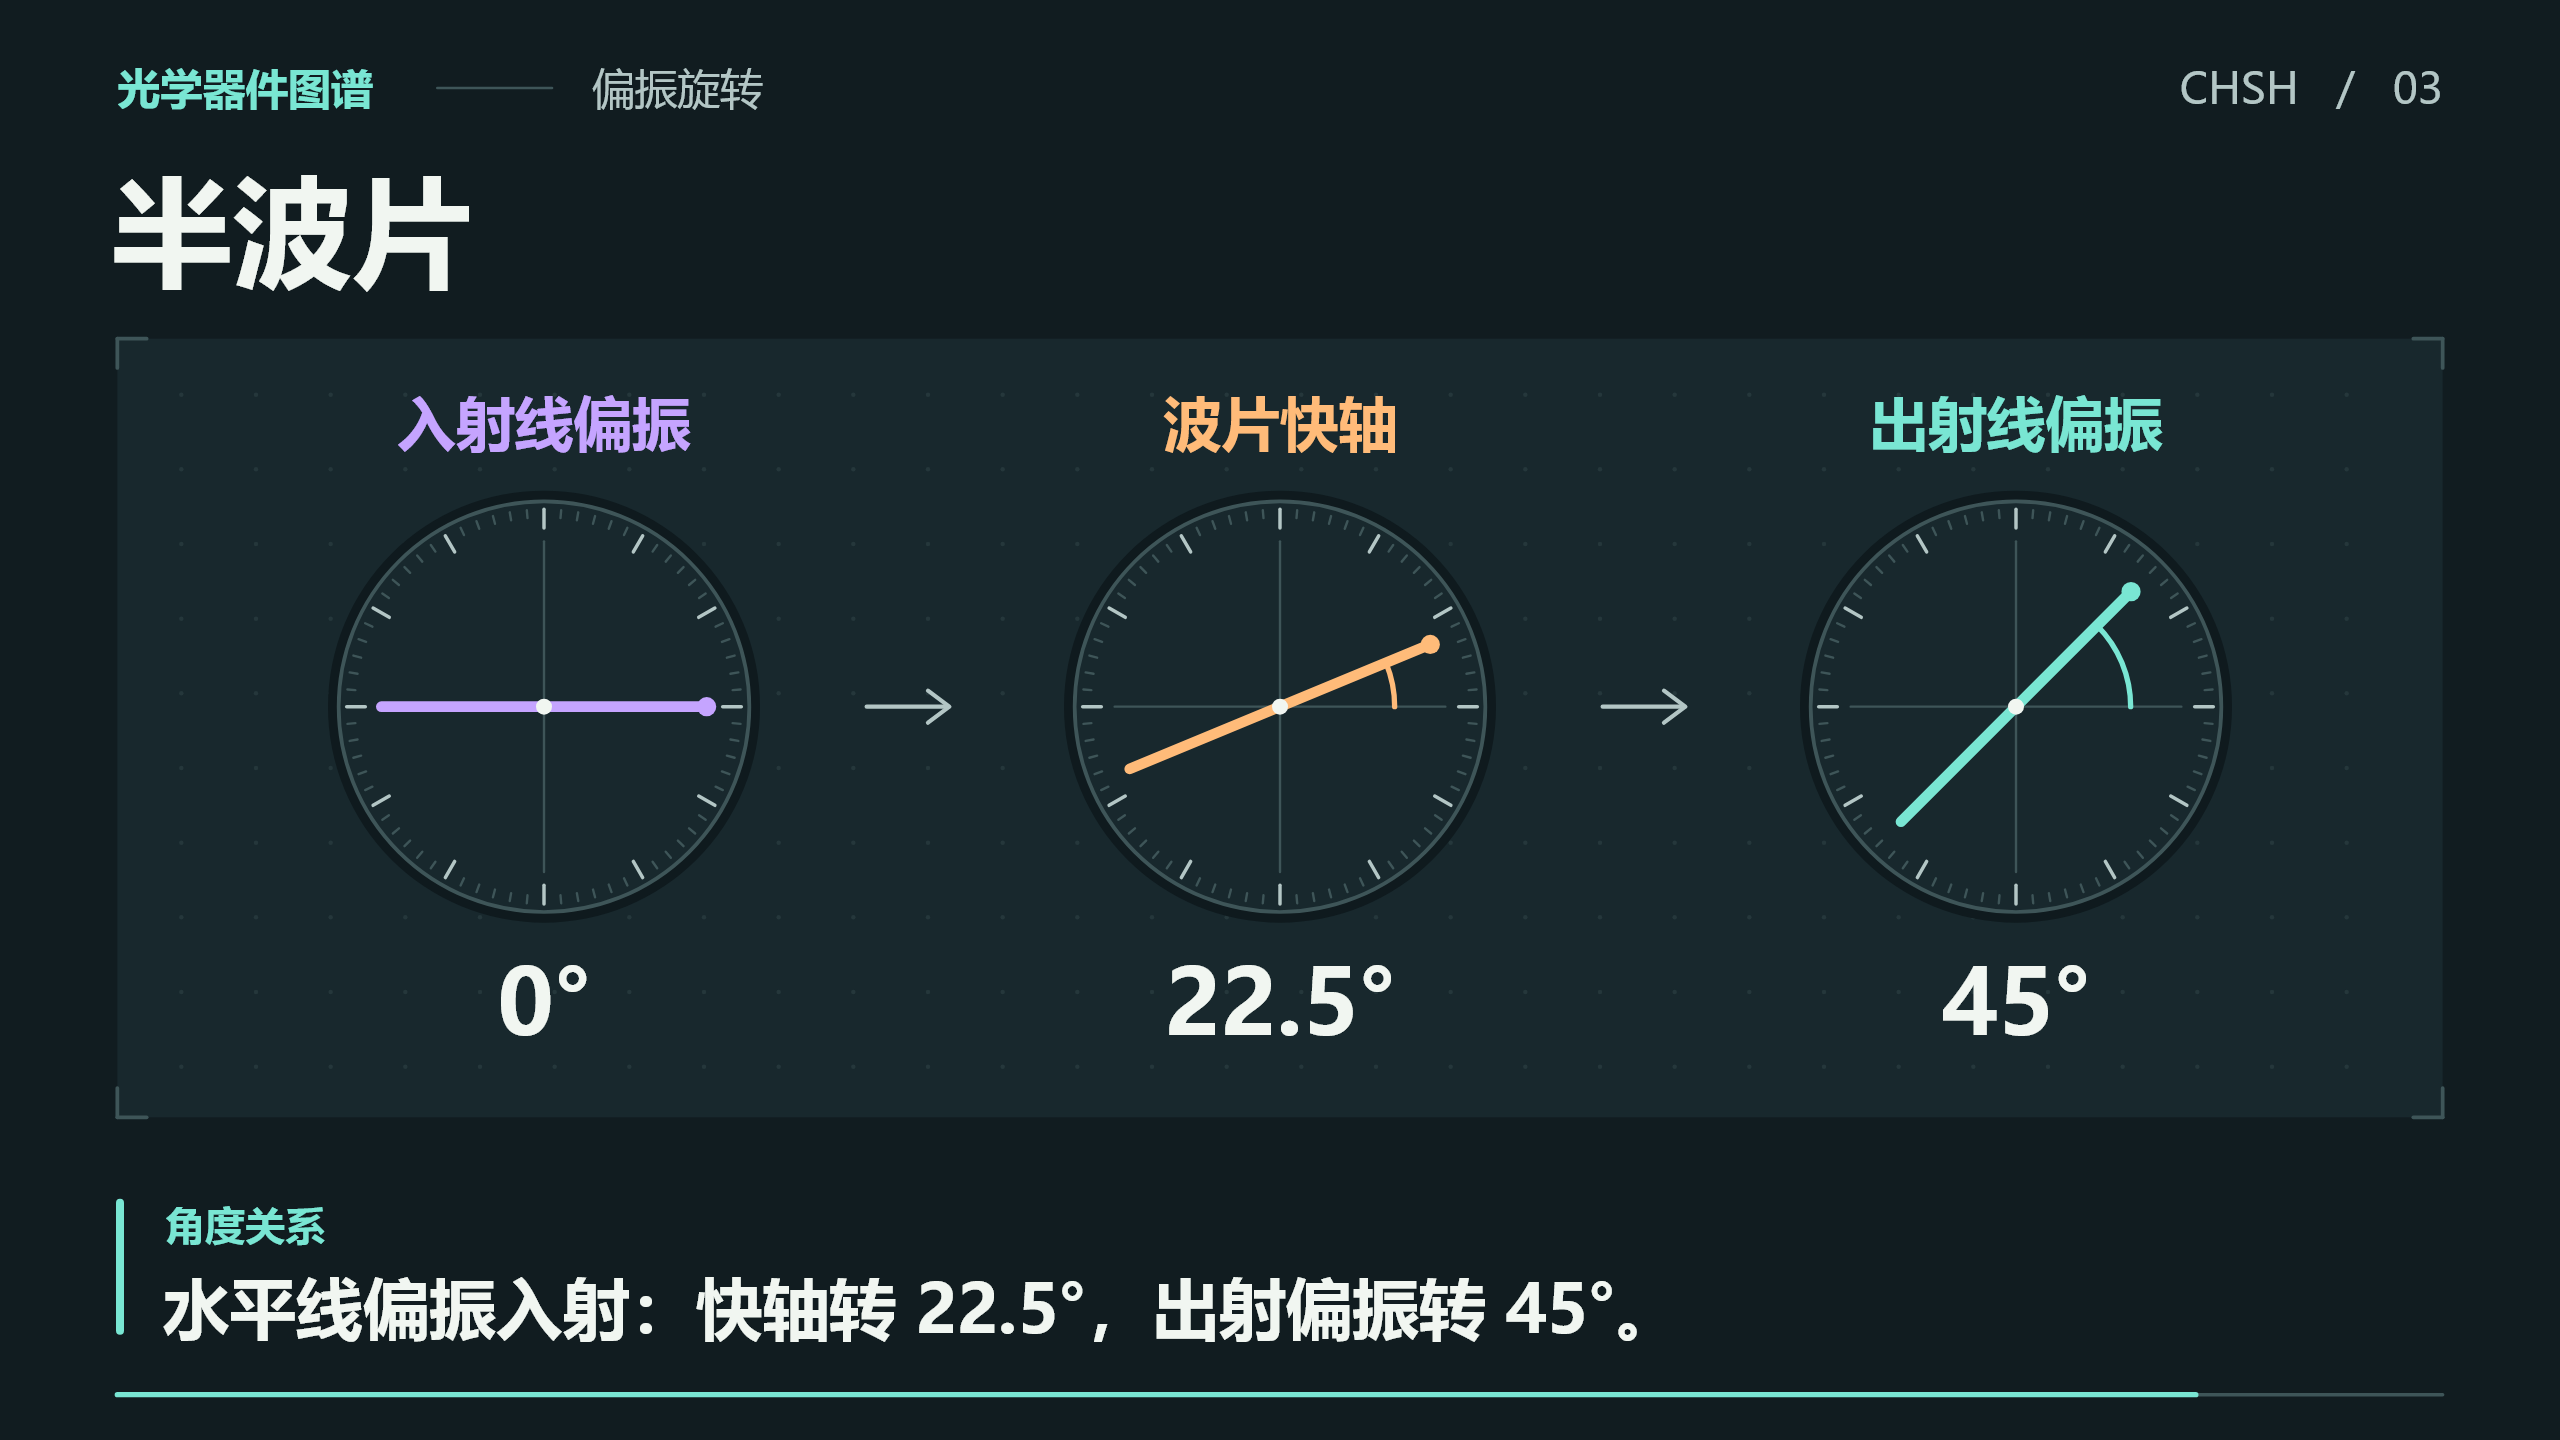 光学器件图谱 偏振旋转 CHSH / 03
半波片
入射线偏振 波片快轴 出射线偏振
0° 22.5° 45°
角度关系
水平线偏振入射：快轴转 22.5°，出射偏振转 45°。